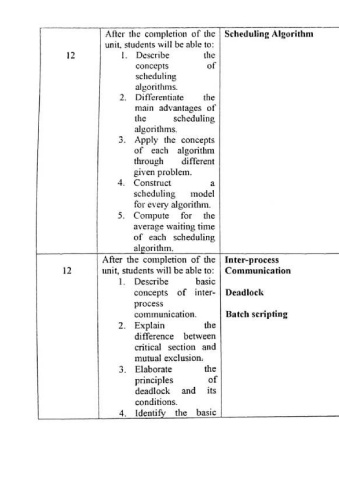 12
After the completion of the
unit, students will be able to:
1. Describe the
concepts of
scheduling
algorithms.
2. Differentiate the
main advantages of
the scheduling
algorithms.
3. Apply the concepts
of each algorithm
through different
given problem.
4. Construct a
scheduling model
for every algorithm.
5. Compute for the
average waiting time
of each scheduling
algorithm.
Scheduling Algorithm
12
After the completion of the
unit, students will be able to:
1. Describe basic
concepts of inter-
process
communication.
2. Explain the
difference between
critical section and
mutual exclusion.
3. Elaborate the
principles of
deadlock and its
conditions.
4. Identify the basic
Inter-process
Communication
Deadlock
Batch scripting